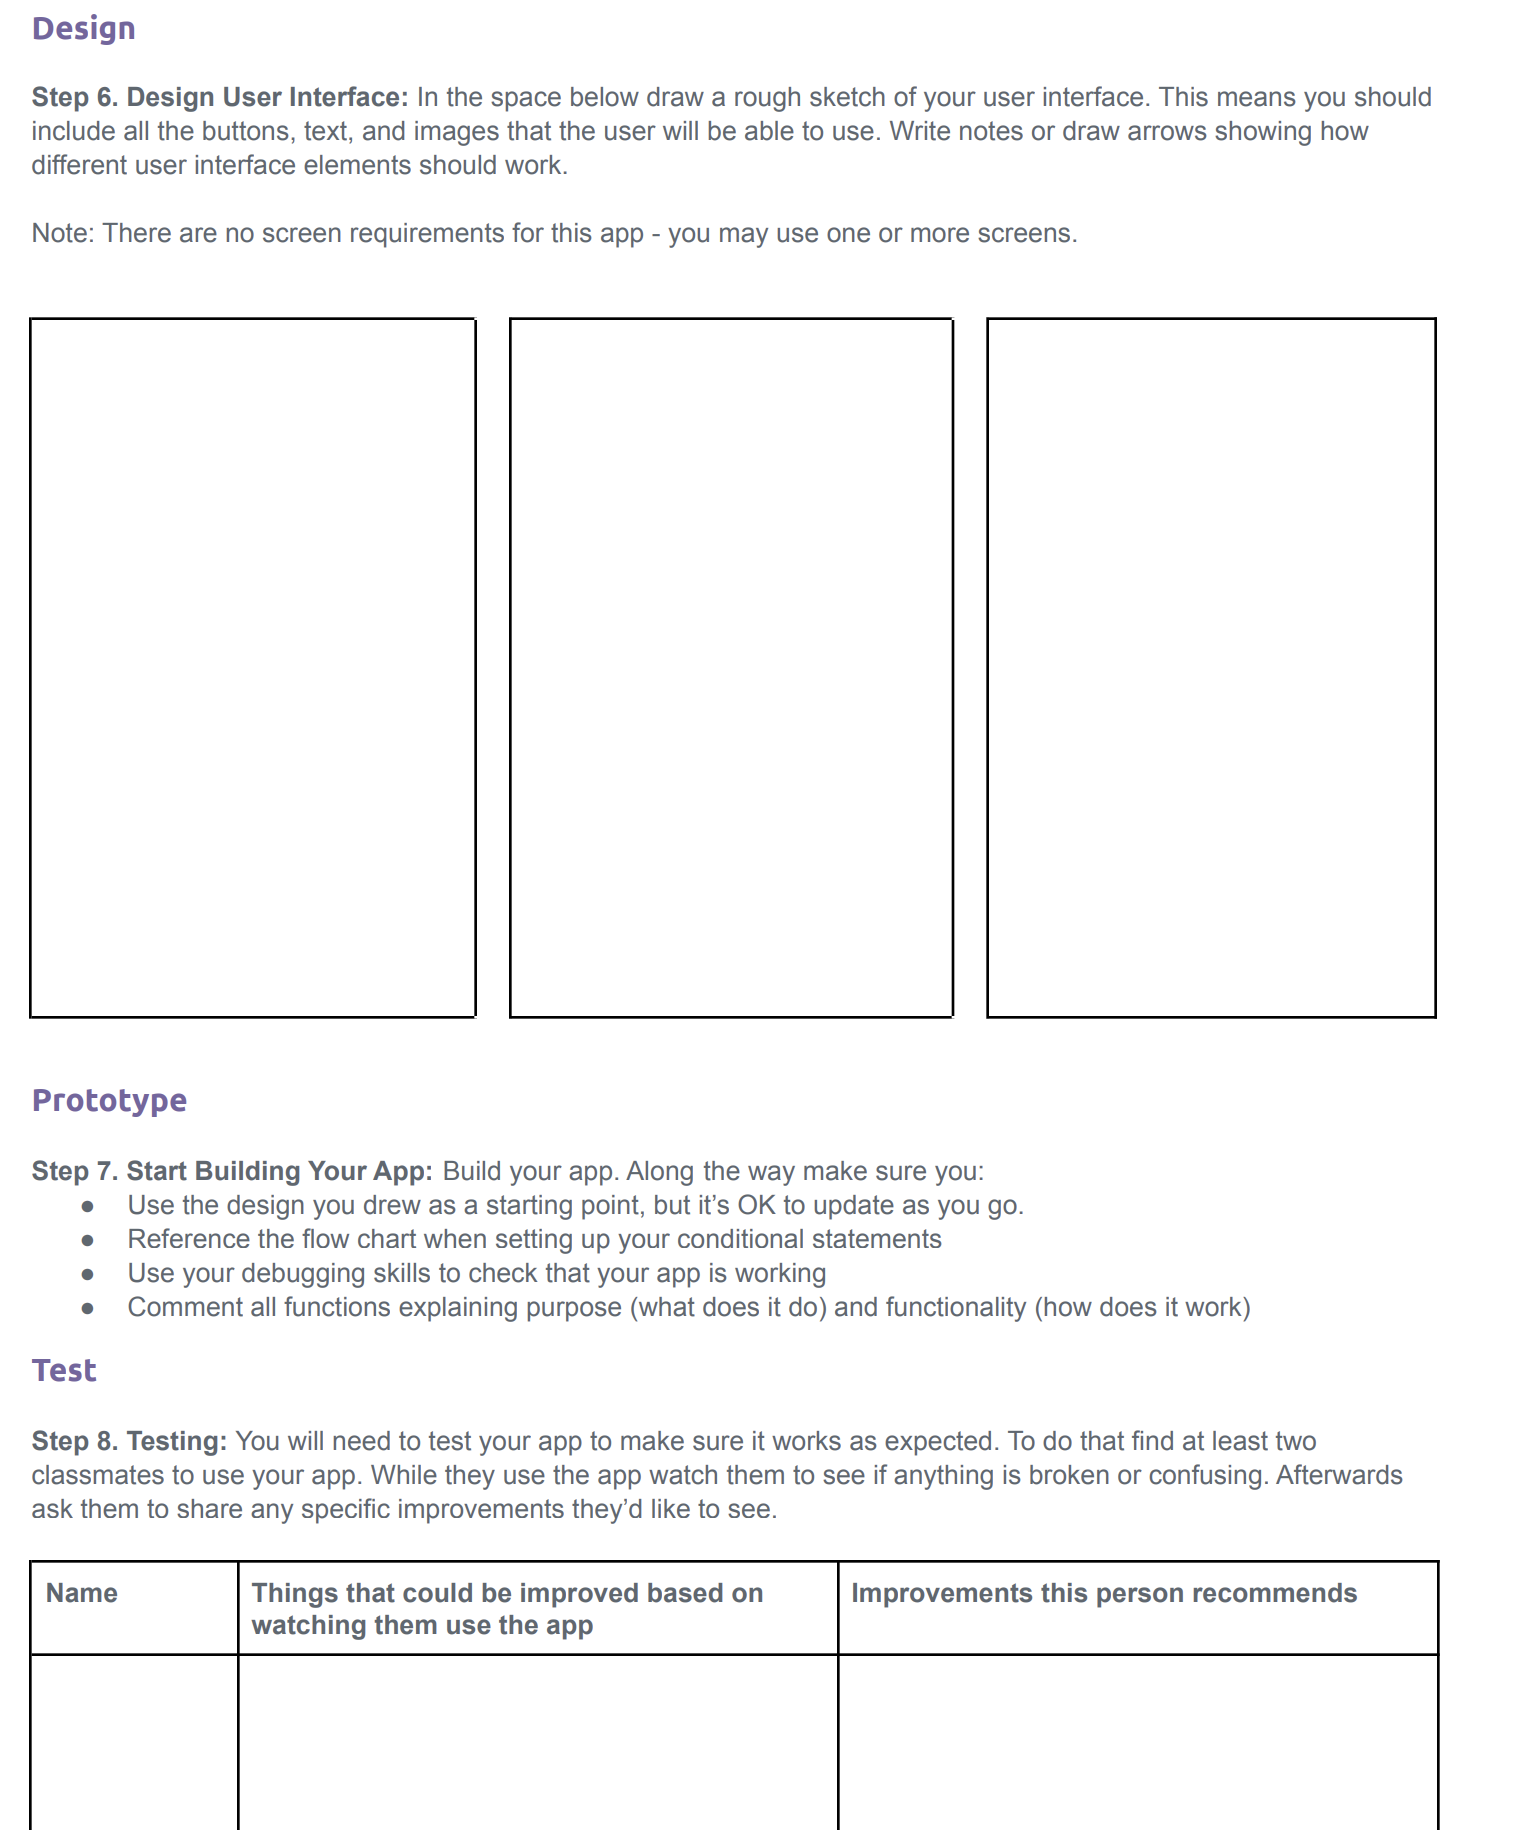 Design
Step 6. Design User Interface: In the space below draw a rough sketch of your user interface. This means you should
include all the buttons, text, and images that the user will be able to use. Write notes or draw arrows showing how
different user interface elements should work.
Note: There are no screen requirements for this app - you may use one or more screens.
Prototype
Step 7. Start Building Your App: Build your app. Along the way make sure you:
● Use the design you drew as a starting point, but it’s OK to update as you go.
● Reference the flow chart when setting up your conditional statements
● Use your debugging skills to check that your app is working
● Comment all functions explaining purpose (what does it do) and functionality (how does it work)
Test
Step 8. Testing: You will need to test your app to make sure it works as expected. To do that find at least two
classmates to use your app. While they use the app watch them to see if anything is broken or confusing. Afterwards
ask them to share any specific improvements they’d like to see.
Name
Things that could be improved based on
watching them use the app
Improvements this person recommends